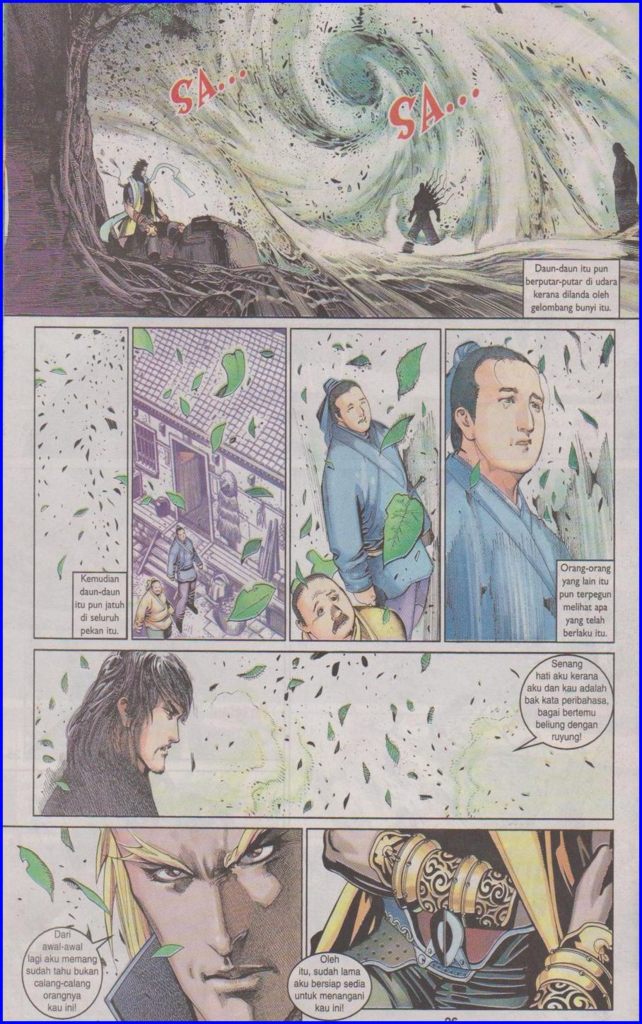 SA...
SA...
Daun-daun itu pun
berputar-putar di udara
kerana dilanda oleh
gelombang bunyi itu.
Kemudian
daun-daun
itu pun jatuh
di seluruh
pekan itu.
Orang-orang
yang lain itu
pun terpegun
melihat apa
yang telah
berlaku itu.
Senang
hati aku kerana
aku dan kau adalah
bak kata peribahasa,
bagai bertemu
beliung dengan
ruyung!
Dari
awal-awal
lagi aku memang
sudah tahu bukan
calang-calang
orangnya
kau ini!
Oleh
itu, sudah lama
aku bersiap sedia
untuk menangani
kau ini!